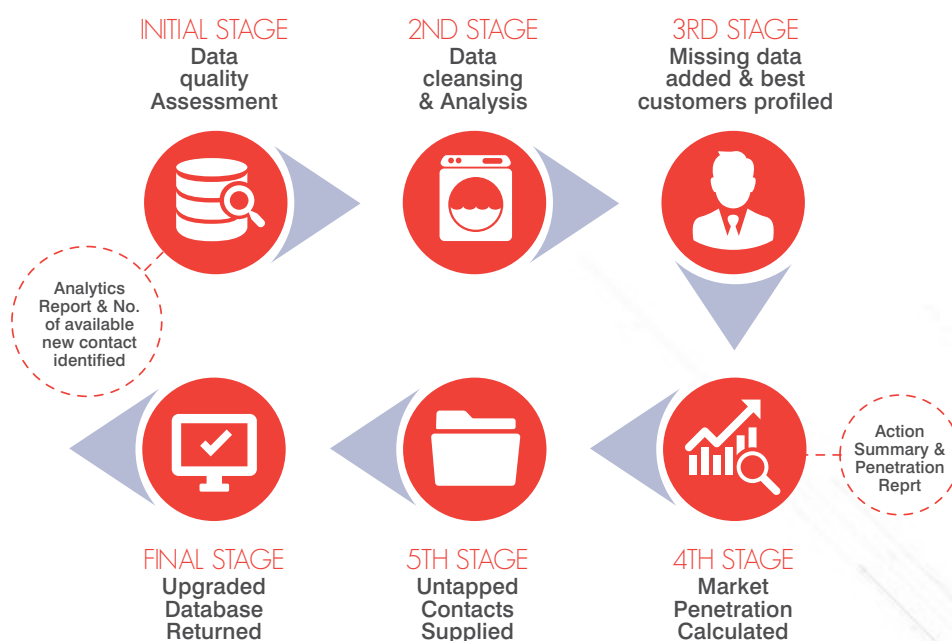 INITIAL STAGE
Data
quality
Assessment
2ND STAGE
Data
cleansing
& Analysis
3RD STAGE
Missing data
added & best
customers profiled
Analytics
Report & No.
of available
new contact
identified
Action
Summary &
Penetration
Reprt
4TH STAGE
Market
Penetration
Calculated
5TH STAGE
Untapped
Contacts
Supplied
FINAL STAGE
Upgraded
Database
Returned